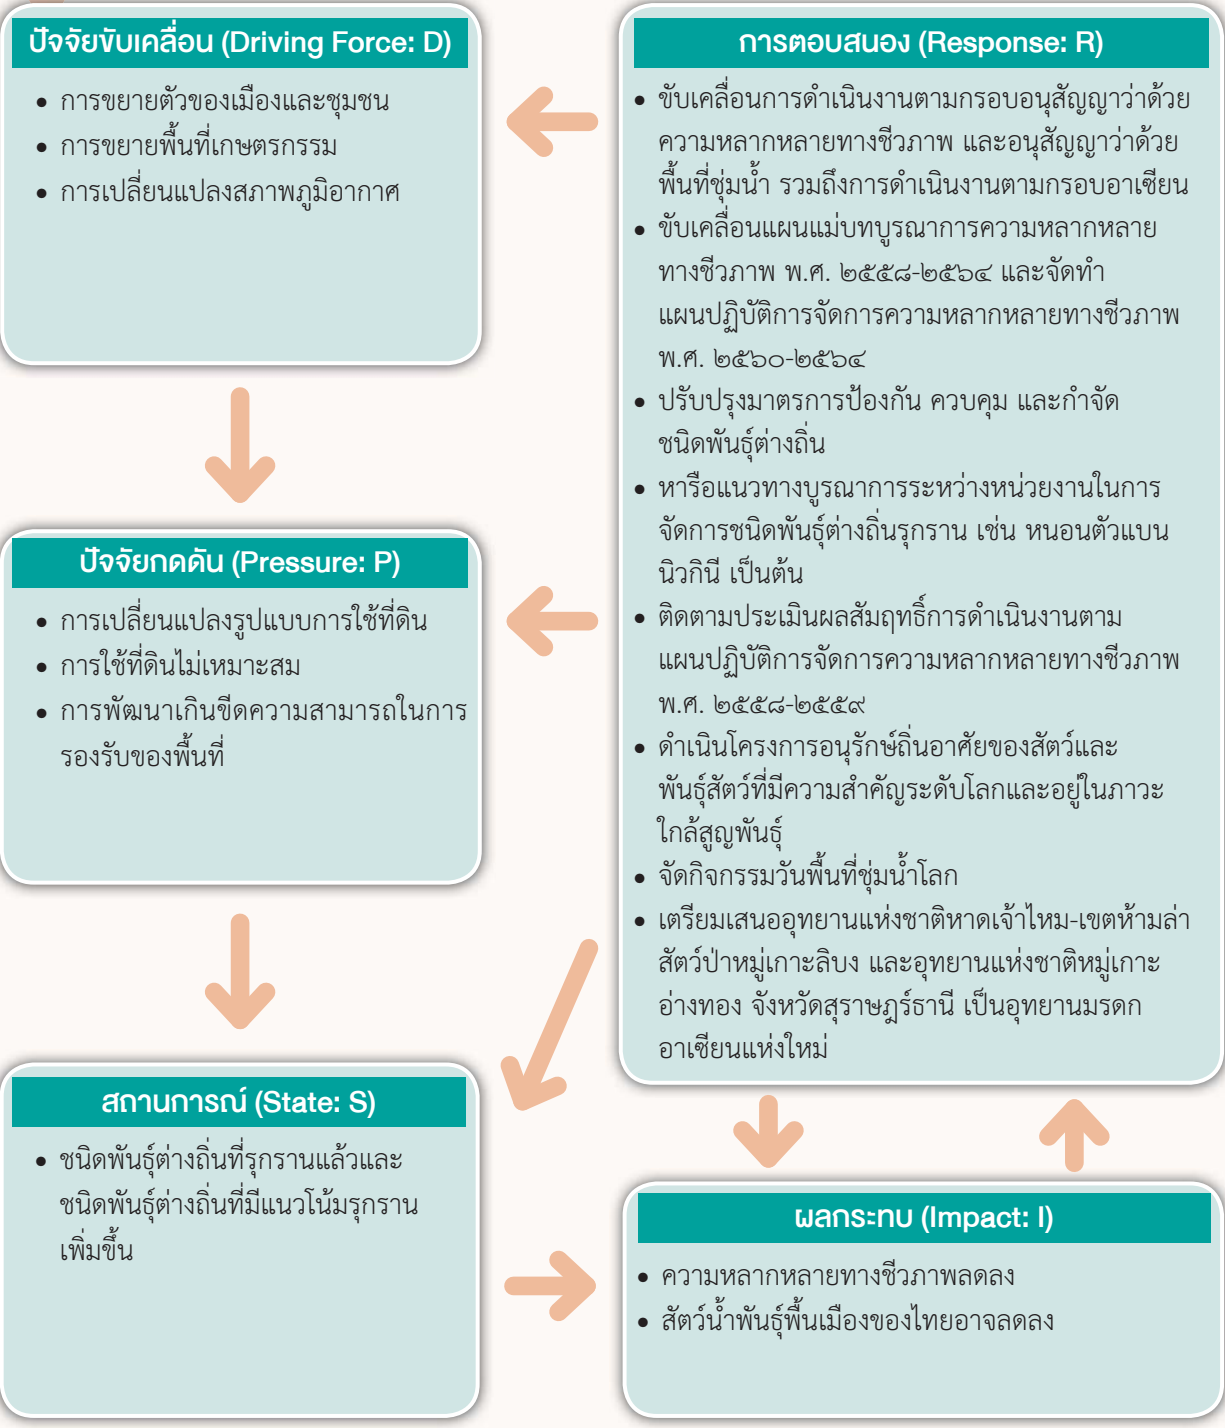 ปัจจัยขับเคลื่อน (Driving Force: D)
• การขยายตัวของเมืองและชุมชน
• การขยายพื้นที่เกษตรกรรม
• การเปลี่ยนแปลงสภาพภูมิอากาศ
ปัจจัยกดดัน (Pressure: P)
• การเปลี่ยนแปลงรูปแบบการใช้ที่ดิน
• การใช้ที่ดินไม่เหมาะสม
• การพัฒนาเกินขีดความสามารถในการ
รองรับของพื้นที่
สถานการณ์ (State: S)
• ชนิดพันธุ์ต่างถิ่นที่รุกรานแล้วและ
ชนิดพันธุ์ต่างถิ่นที่มีแนวโน้มรุกราน
เพิ่มขึ้น
การตอบสนอง (Response: R)
• ขับเคลื่อนการดำเนินงานตามกรอบอนุสัญญาว่าด้วย
ความหลากหลายทางชีวภาพ และอนุสัญญาว่าด้วย
พื้นที่ชุ่มน้ำ รวมถึงการดำเนินงานตามกรอบอาเซียน
• ขับเคลื่อนแผนแม่บทบูรณาการความหลากหลาย
ทางชีวภาพ พ.ศ. ๒๕๕๘-๒๕๖๔ และจัดทำ
แผนปฏิบัติการจัดการความหลากหลายทางชีวภาพ
พ.ศ. ๒๕๖๐-๒๕๖๔
• ปรับปรุงมาตรการป้องกัน ควบคุม และกำจัด
ชนิดพันธุ์ต่างถิ่น
• หารือแนวทางบูรณาการระหว่างหน่วยงานในการ
จัดการชนิดพันธุ์ต่างถิ่นรุกราน เช่น หนอนตัวแบน
นิวกินี เป็นต้น
• ติดตามประเมินผลสัมฤทธิ์การดำเนินงานตาม
แผนปฏิบัติการจัดการความหลากหลายทางชีวภาพ
พ.ศ. ๒๕๕๘-๒๕๕๙
• ดำเนินโครงการอนุรักษ์ถิ่นอาศัยของสัตว์และ
พันธุ์สัตว์ที่มีความสำคัญระดับโลกและอยู่ในภาวะ
ใกล้สูญพันธุ์
• จัดกิจกรรมวันพื้นที่ชุ่มน้ำโลก
• เตรียมเสนออุทยานแห่งชาติหาดเจ้าไหม-เขตห้ามล่า
สัตว์ป่าหมู่เกาะลิบง และอุทยานแห่งชาติหมู่เกาะ
อ่างทอง จังหวัดสุราษฎร์ธานี เป็นอุทยานมรดก
อาเซียนแห่งใหม่
ผลกระทบ (Impact: I)
• ความหลากหลายทางชีวภาพลดลง
• สัตว์น้ำพันธุ์พื้นเมืองของไทยอาจลดลง